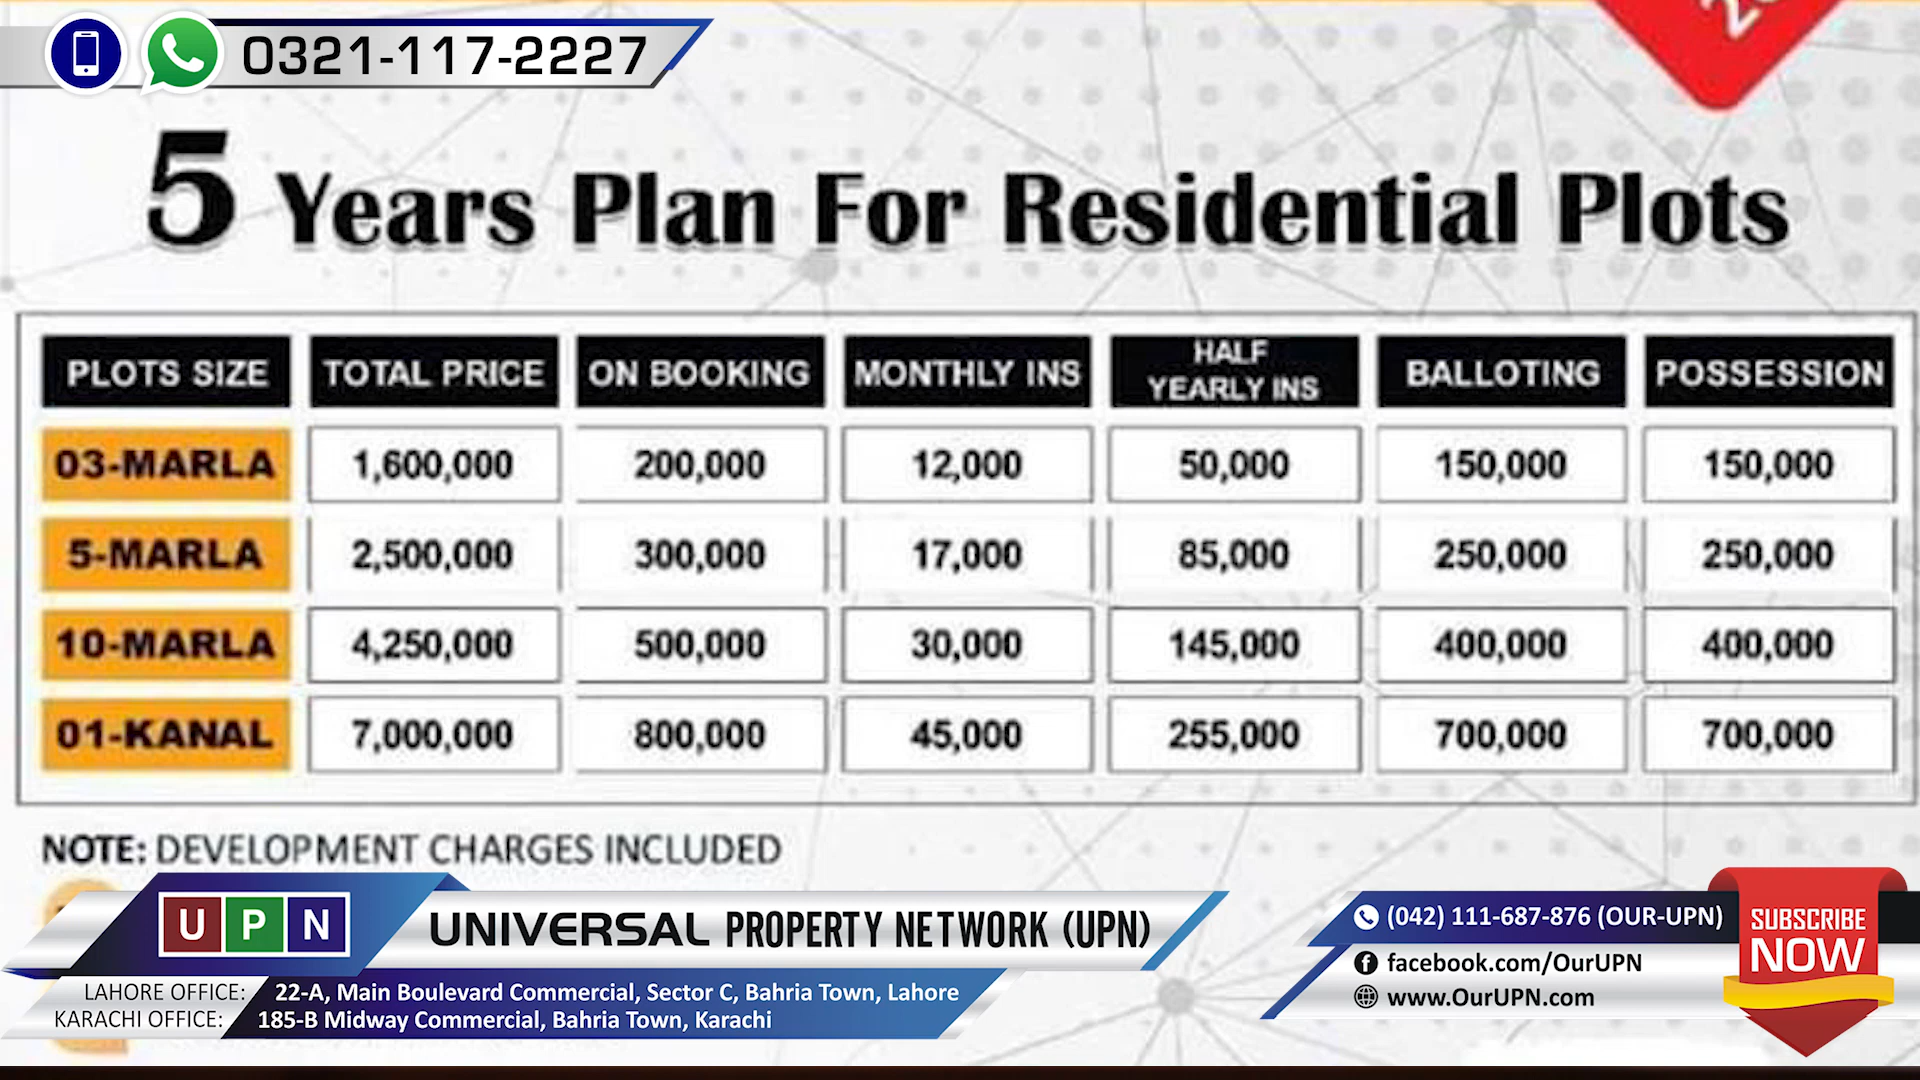 0321-117-2227
5 Years Plan For Residential Plots
PLOTS SIZE TOTAL PRICE ON BOOKING MONTHLY INS HALF YEARLY INS BALLOTING POSSESSION
03-MARLA 1,600,000 200,000 12,000 50,000 150,000 150,000
5-MARLA 2,500,000 300,000 17,000 85,000 250,000 250,000
10-MARLA 4,250,000 500,000 30,000 145,000 400,000 400,000
01-KANAL 7,000,000 800,000 45,000 255,000 700,000 700,000
NOTE: DEVELOPMENT CHARGES INCLUDED
UPN UNIVERSAL PROPERTY NETWORK (UPN)
LAHORE OFFICE: 22-A, Main Boulevard Commercial, Sector C, Bahria Town, Lahore
KARACHI OFFICE: 185-B Midway Commercial, Bahria Town, Karachi
(042) 111-687-876 (OUR-UPN)
facebook.com/OurUPN
www.OurUPN.com
SUBSCRIBE
NOW